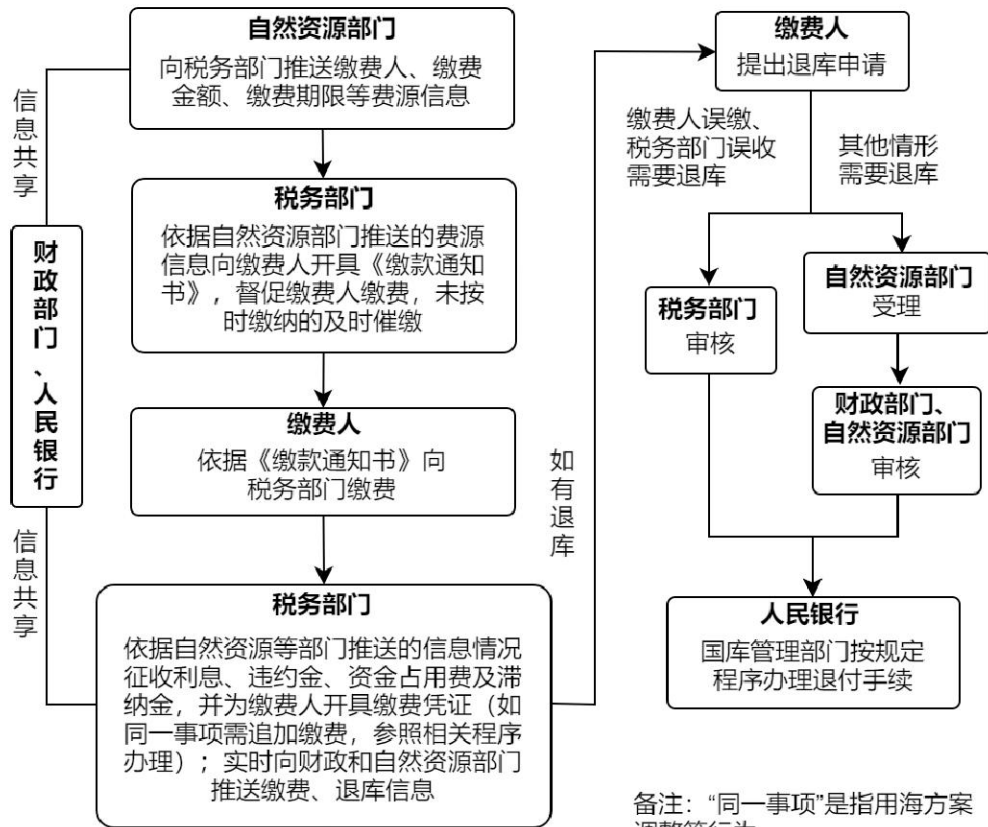 自然资源部门
向税务部门推送缴费人、缴费
金额、缴费期限等费源信息
信息共享
税务部门
依据自然资源部门推送的费源
信息向缴费人开具《缴款通知
书》，督促缴费人缴费，未按
时缴纳的及时催缴
财政部门、人民银行
缴费人
依据《缴款通知书》向
税务部门缴费
信息共享
税务部门
依据自然资源等部门推送的信息情况
征收利息、违约金、资金占用费及滞
纳金，并为缴费人开具缴费凭证（如
同一事项需追加缴费，参照相关程序
办理）；实时向财政和自然资源部门
推送缴费、退库信息
如有退库
缴费人
提出退库申请
缴费人误缴、
税务部门误收
需要退库
其他情形
需要退库
税务部门
审核
自然资源部门
受理
财政部门、
自然资源部门
审核
人民银行
国库管理部门按规定
程序办理退付手续
备注：“同一事项”是指用海方案